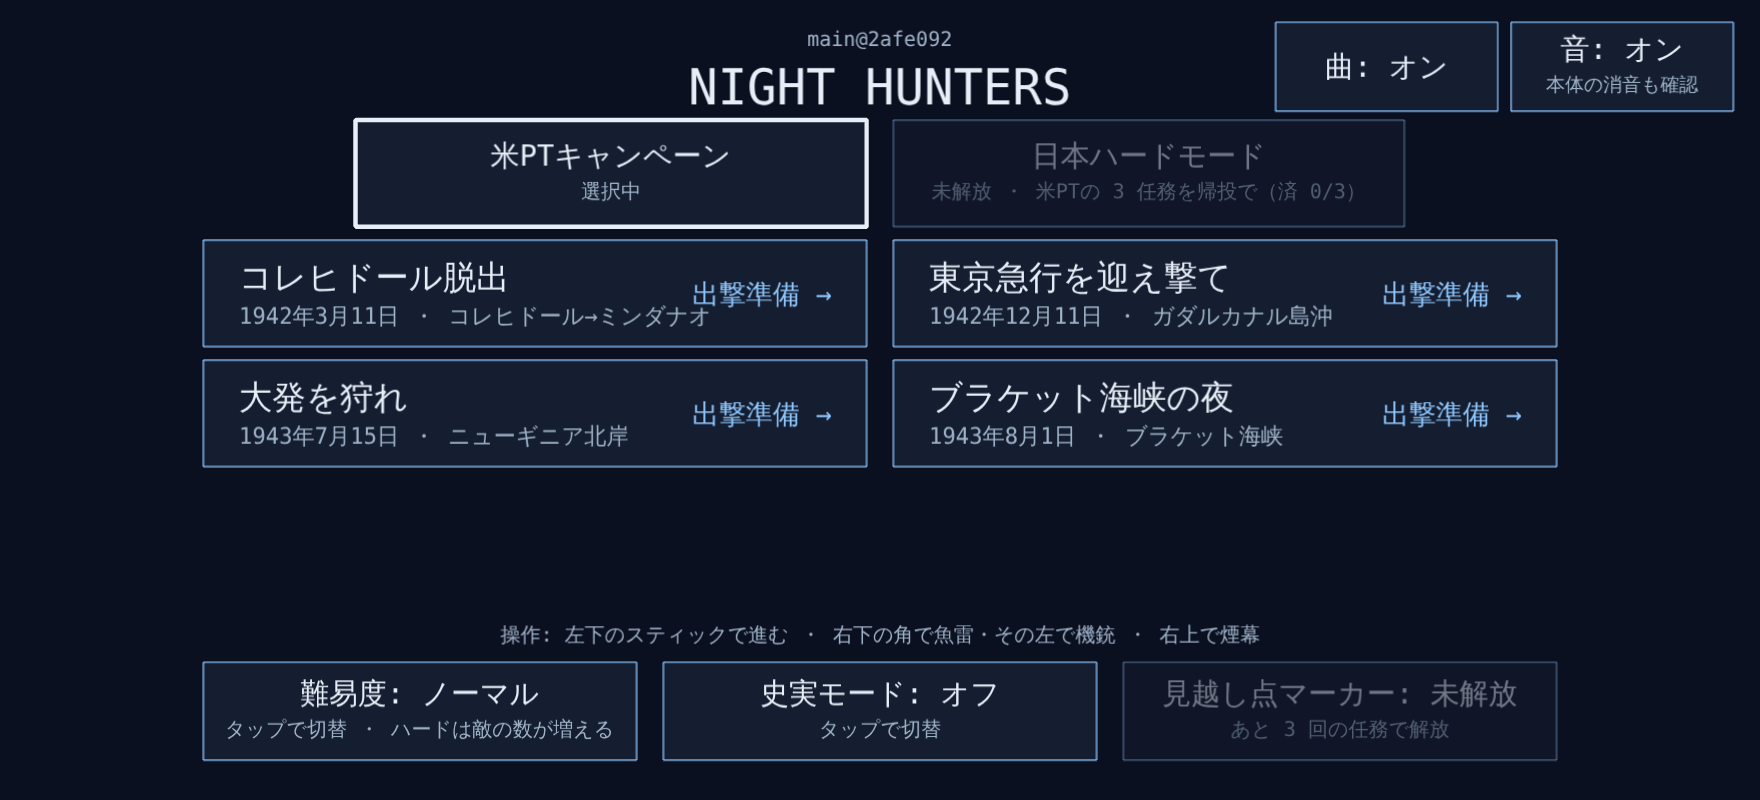 main@2afe092
NIGHT HUNTERS
曲: オン
音: オン
本体の消音も確認
米PTキャンペーン
選択中
日本ハードモード
未解放 ・ 米PTの 3 任務を帰投で（済 0/3）
コレヒドール脱出
1942年3月11日 ・ コレヒドール→ミンダナオ
出撃準備 →
東京急行を迎え撃て
1942年12月11日 ・ ガダルカナル島沖
出撃準備 →
大発を狩れ
1943年7月15日 ・ ニューギニア北岸
出撃準備 →
ブラケット海峡の夜
1943年8月1日 ・ ブラケット海峡
出撃準備 →
操作: 左下のスティックで進む ・ 右下の角で魚雷・その左で機銃 ・ 右上で煙幕
難易度: ノーマル
タップで切替 ・ ハードは敵の数が増える
史実モード: オフ
タップで切替
見越し点マーカー: 未解放
あと 3 回の任務で解放